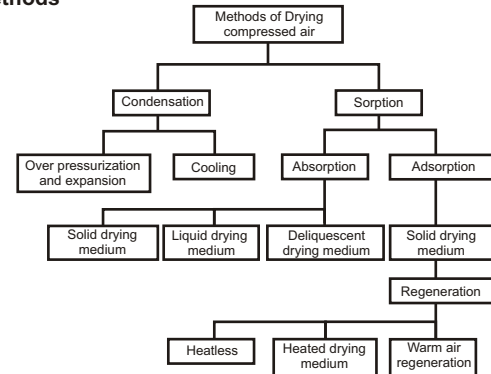 Methods of Drying
compressed air
Condensation
Sorption
Over pressurization
and expansion
Cooling
Absorption
Adsorption
Solid drying
medium
Liquid drying
medium
Deliquescent
drying medium
Solid drying
medium
Regeneration
Heatless
Heated drying
medium
Warm air
regeneration